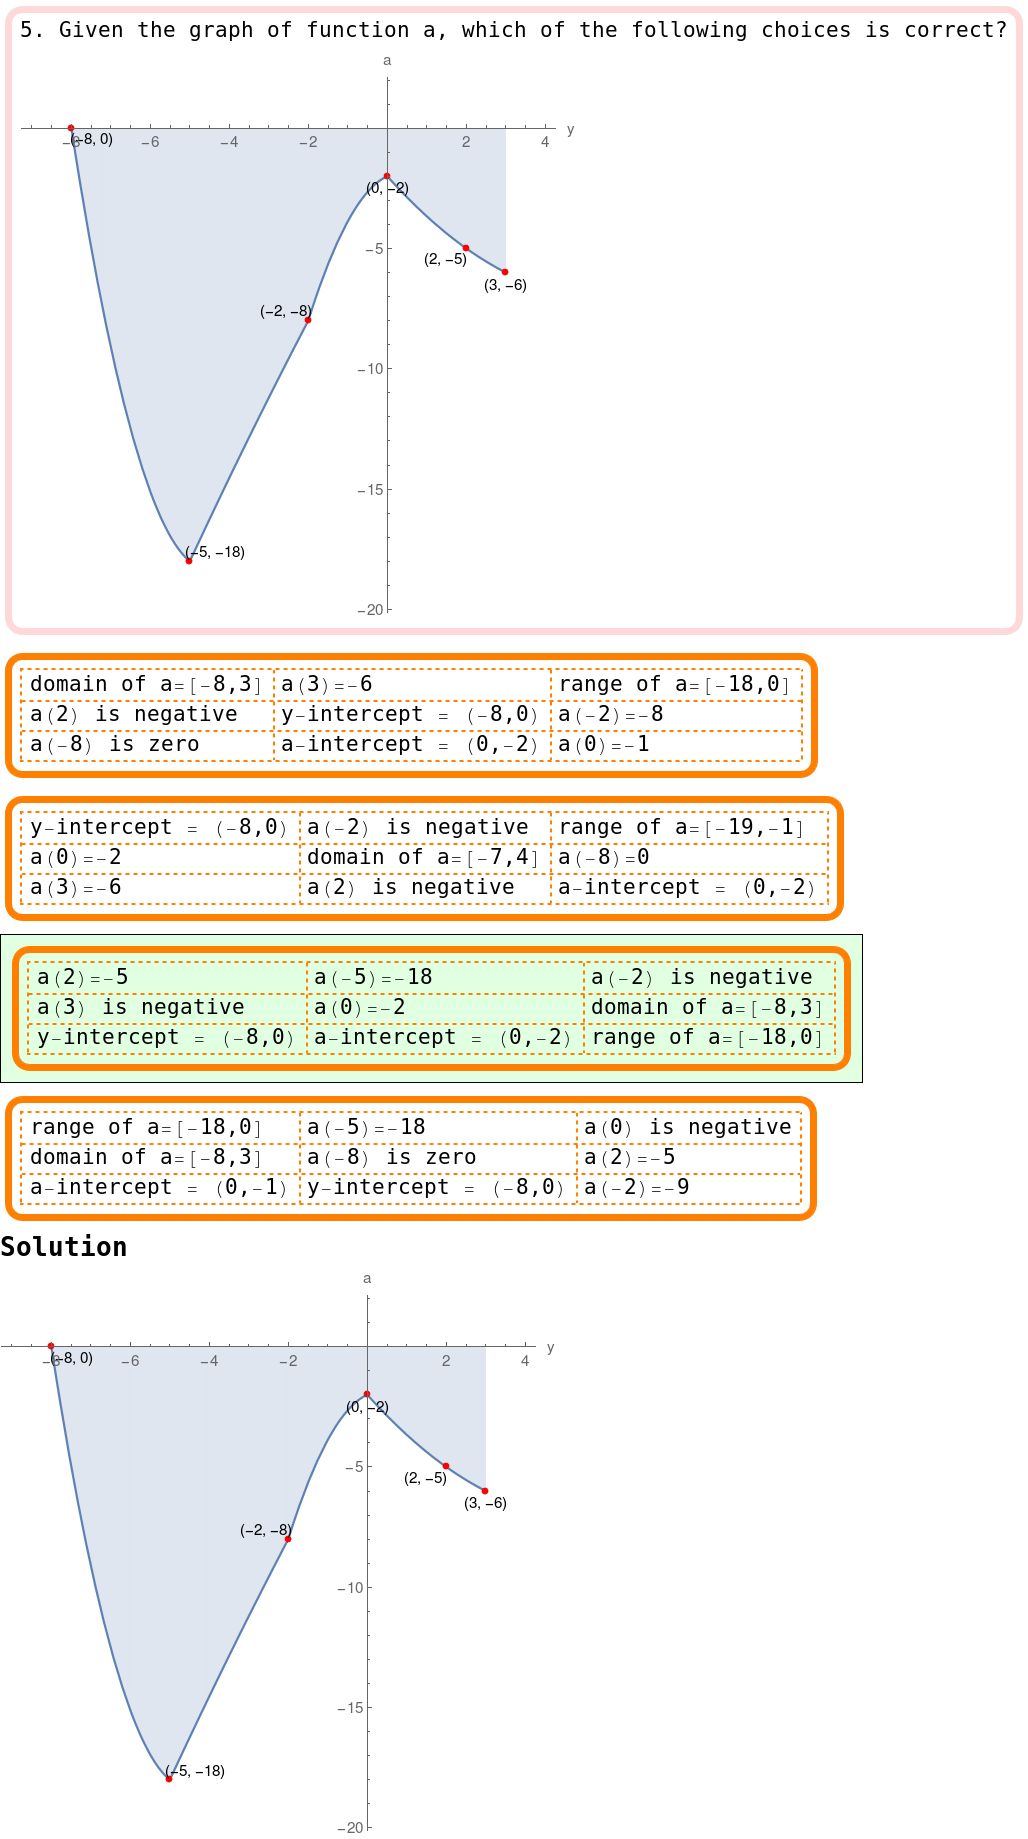 5. Given the graph of function a, which of the following choices is correct?
a
y
−8 −6 −4 −2 2 4
(−8, 0)
(0, −2)
−5
(2, −5)
(3, −6)
(−2, −8)
−10
−15
(−5, −18)
−20
domain of a=[-8,3] a(3)=-6 range of a=[-18,0]
a(2) is negative y-intercept = (-8,0) a(-2)=-8
a(-8) is zero a-intercept = (0,-2) a(0)=-1
y-intercept = (-8,0) a(-2) is negative range of a=[-19,-1]
a(0)=-2 domain of a=[-7,4] a(-8)=0
a(3)=-6 a(2) is negative a-intercept = (0,-2)
a(2)=-5 a(-5)=-18 a(-2) is negative
a(3) is negative a(0)=-2 domain of a=[-8,3]
y-intercept = (-8,0) a-intercept = (0,-2) range of a=[-18,0]
range of a=[-18,0] a(-5)=-18 a(0) is negative
domain of a=[-8,3] a(-8) is zero a(2)=-5
a-intercept = (0,-1) y-intercept = (-8,0) a(-2)=-9
Solution
a
y
−8 −6 −4 −2 2 4
(−8, 0)
(0, −2)
−5
(2, −5)
(3, −6)
(−2, −8)
−10
−15
(−5, −18)
−20